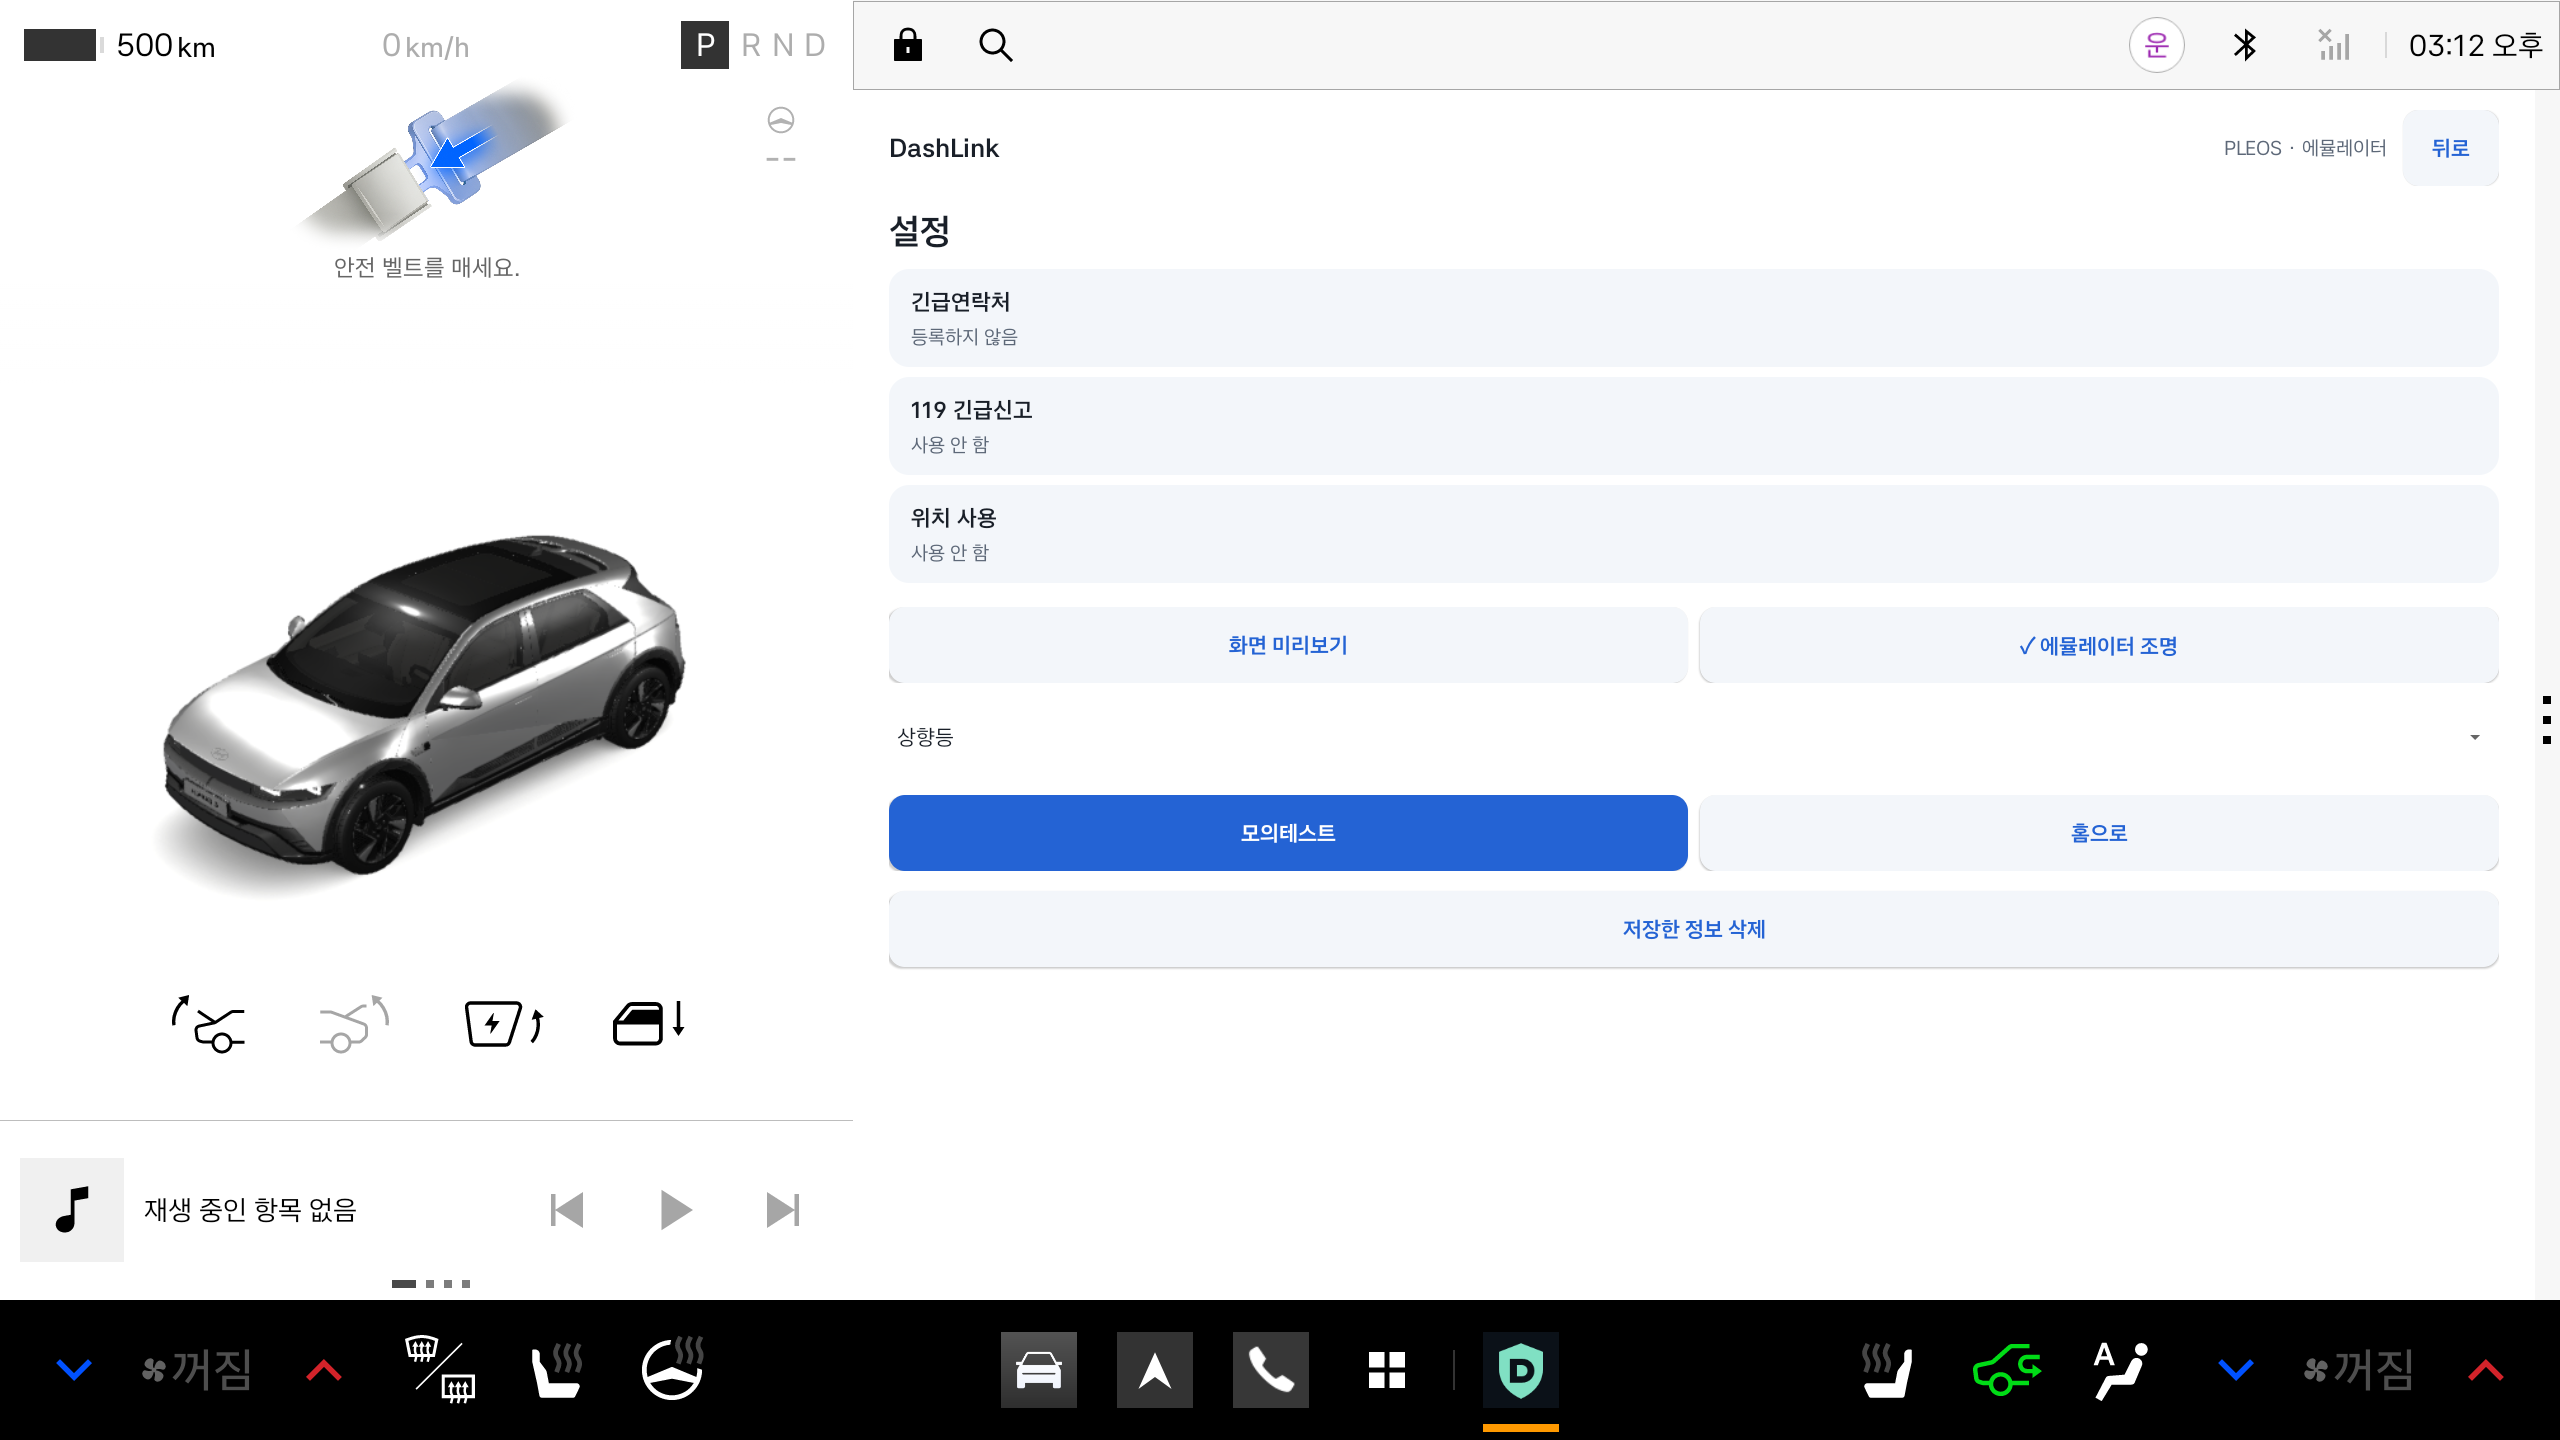 500 km
0 km/h
P R N D
운
03:12 오후
안전 벨트를 매세요.
DashLink
PLEOS · 에뮬레이터
뒤로
설정
긴급연락처
등록하지 않음
119 긴급신고
사용 안 함
위치 사용
사용 안 함
화면 미리보기
✓ 에뮬레이터 조명
상향등
모의테스트
홈으로
저장한 정보 삭제
재생 중인 항목 없음
꺼짐
D
A
꺼짐